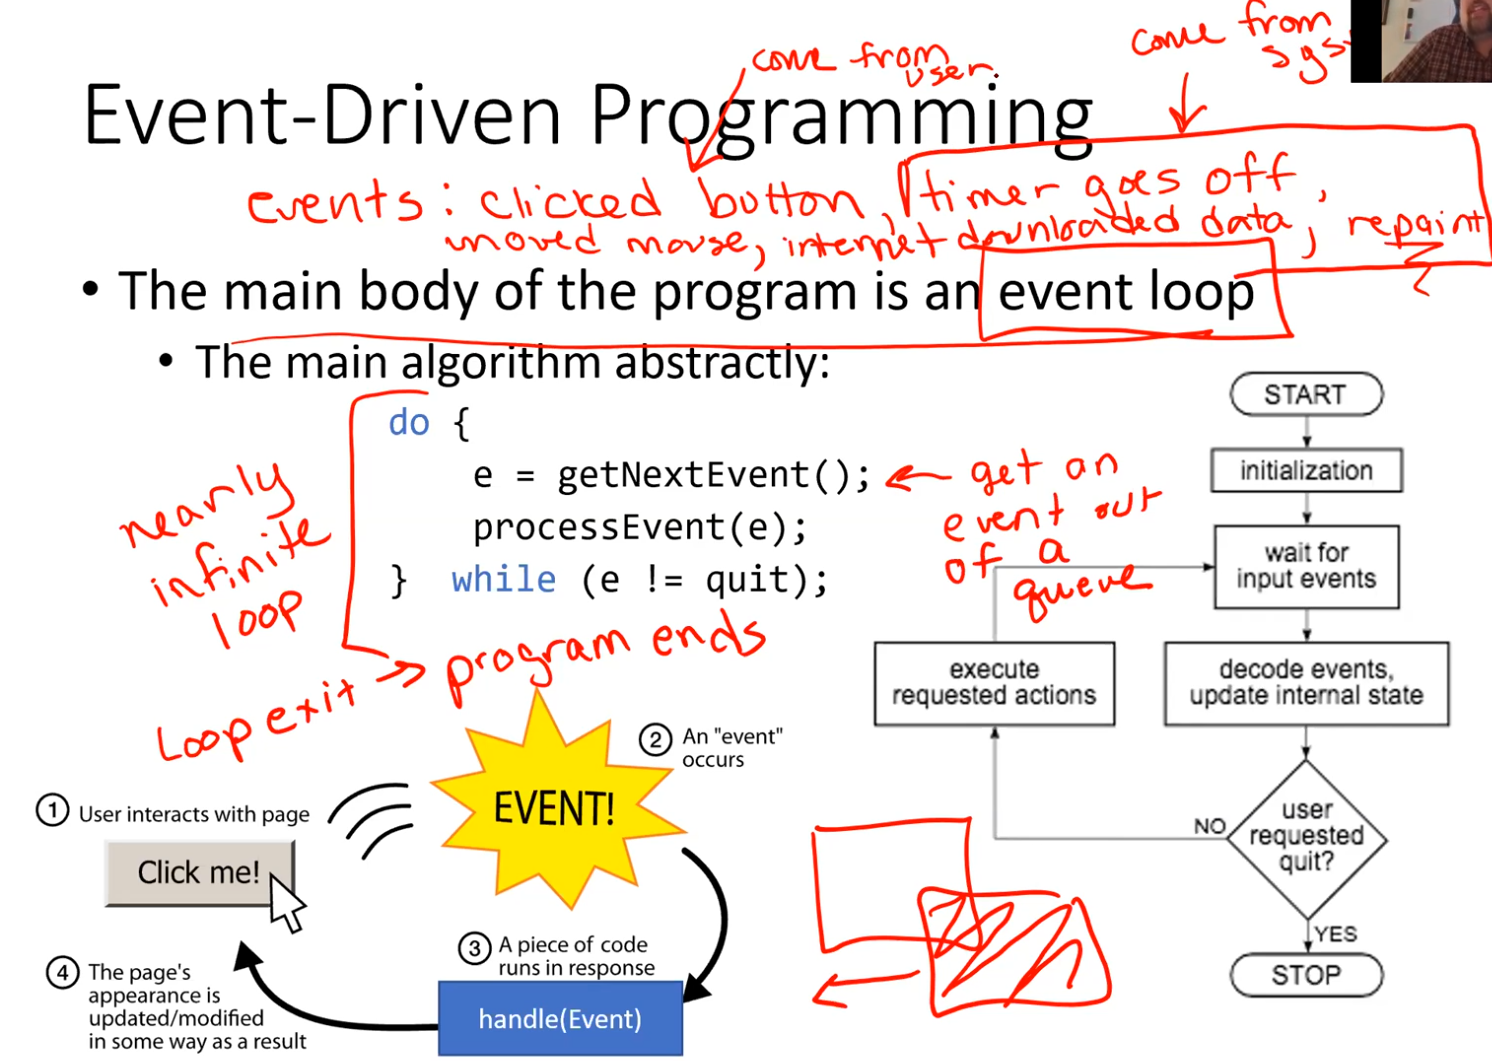 come from
user.
come from
Event-Driven Programming
events: clicked button, timer goes off,
moved mouse, internet downloaded data, repaint
• The main body of the program is an event loop
• The main algorithm abstractly:
do {
e = getNextEvent();
processEvent(e);
} while (e != quit);
nearly
infinite
loop
get an
event out
of a
queue
Loop exit → program ends
START
initialization
wait for
input events
decode events,
update internal state
execute
requested actions
user
requested
quit?
NO
YES
STOP
1 User interacts with page
Click me!
EVENT!
2 An "event"
occurs
3 A piece of code
runs in response
handle(Event)
4 The page's
appearance is
updated/modified
in some way as a result